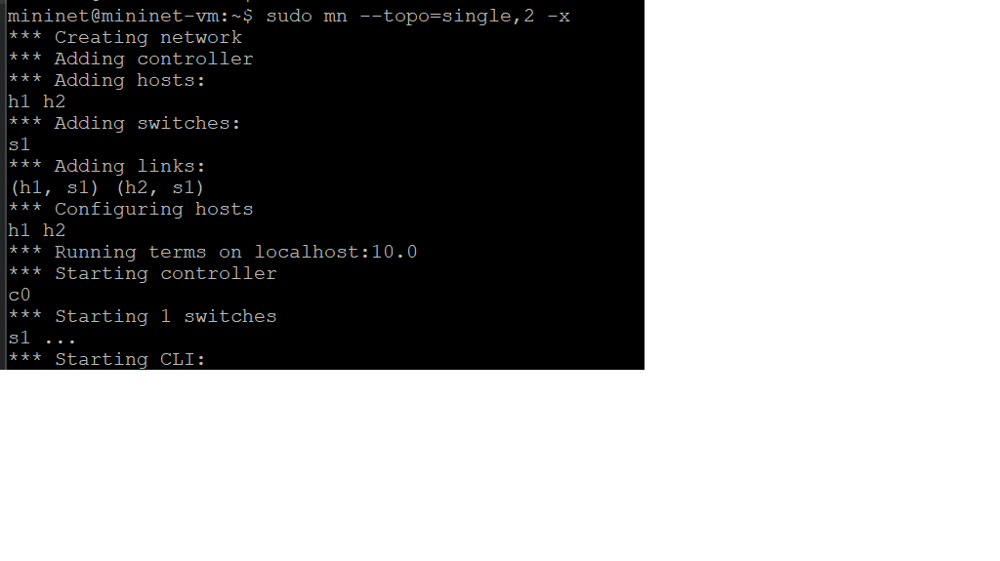 mininet@mininet-vm:~$ sudo mn --topo=single,2 -x
*** Creating network
*** Adding controller
*** Adding hosts:
h1 h2
*** Adding switches:
s1
*** Adding links:
(h1, s1) (h2, s1)
*** Configuring hosts
h1 h2
*** Running terms on localhost:10.0
*** Starting controller
c0
*** Starting 1 switches
s1 ...
*** Starting CLI: